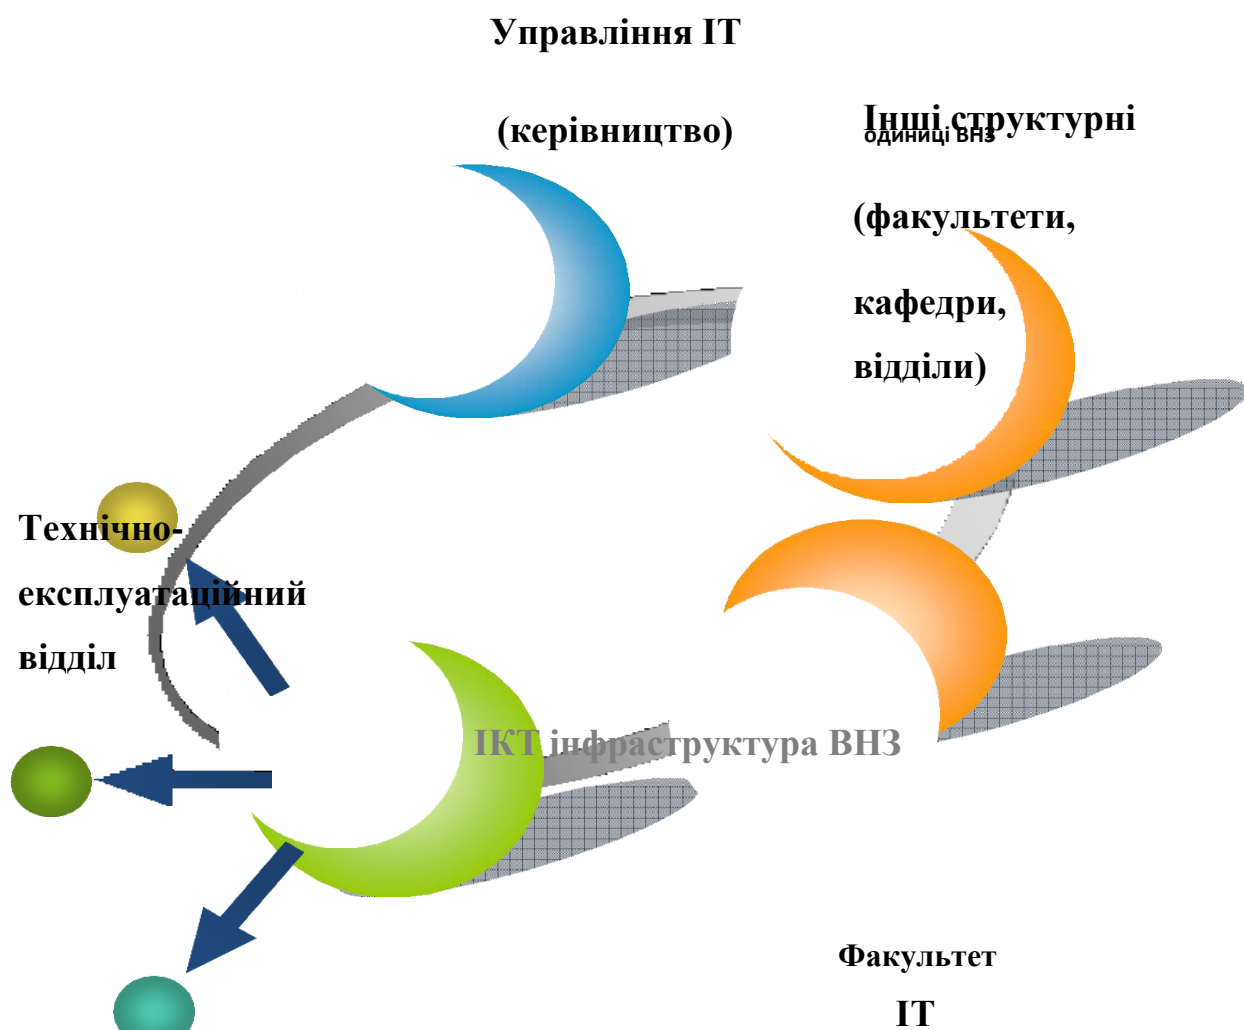 Управління ІТ
(керівництво)
Інші структурні
одиниці ВНЗ
(факультети,
кафедри,
відділи)
Технічно-
експлуатаційний
відділ
ІКТ інфраструктура ВНЗ
Факультет
ІТ